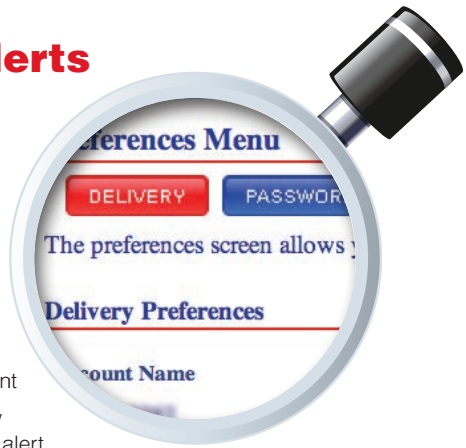 lerts
eferences Menu
DELIVERY PASSWOR
The preferences screen allows
Delivery Preferences
count Name
nt
alert